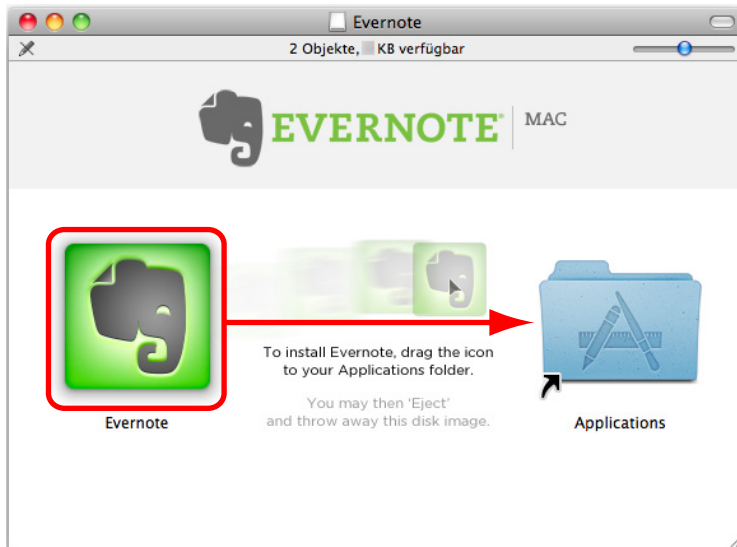 Evernote
2 Objekte, KB verfügbar
EVERNOTE® MAC
To install Evernote, drag the icon
to your Applications folder.
You may then 'Eject'
and throw away this disk image.
Evernote
Applications